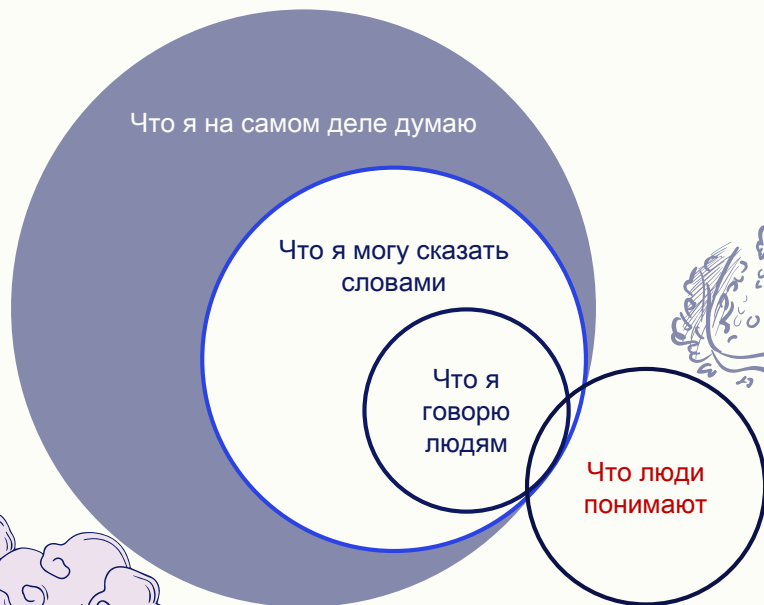 Что я на самом деле думаю
Что я могу сказать
словами
Что я
говорю
людям
Что люди
понимают